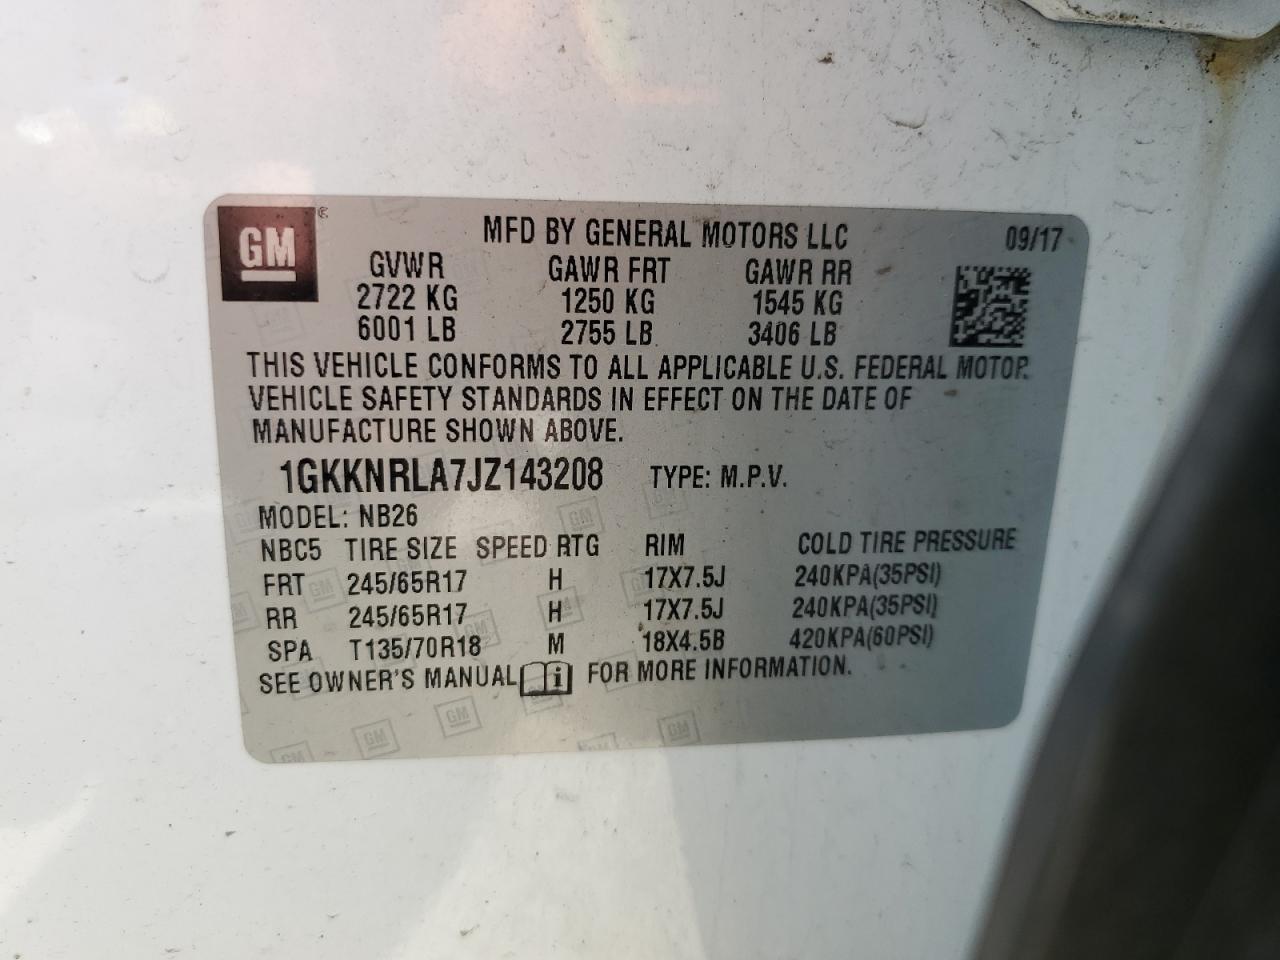 GM
MFD BY GENERAL MOTORS LLC 09/17
GVWR GAWR FRT GAWR RR
2722 KG 1250 KG 1545 KG
6001 LB 2755 LB 3406 LB
THIS VEHICLE CONFORMS TO ALL APPLICABLE U.S. FEDERAL MOTOR
VEHICLE SAFETY STANDARDS IN EFFECT ON THE DATE OF
MANUFACTURE SHOWN ABOVE.
1GKKNRLA7JZ143208 TYPE: M.P.V.
MODEL: NB26
NBC5 TIRE SIZE SPEED RTG RIM COLD TIRE PRESSURE
FRT 245/65R17 H 17X7.5J 240KPA(35PSI)
RR 245/65R17 H 17X7.5J 240KPA(35PSI)
SPA T135/70R18 M 18X4.5B 420KPA(60PSI)
SEE OWNER'S MANUAL i FOR MORE INFORMATION.
GM GM GM GM